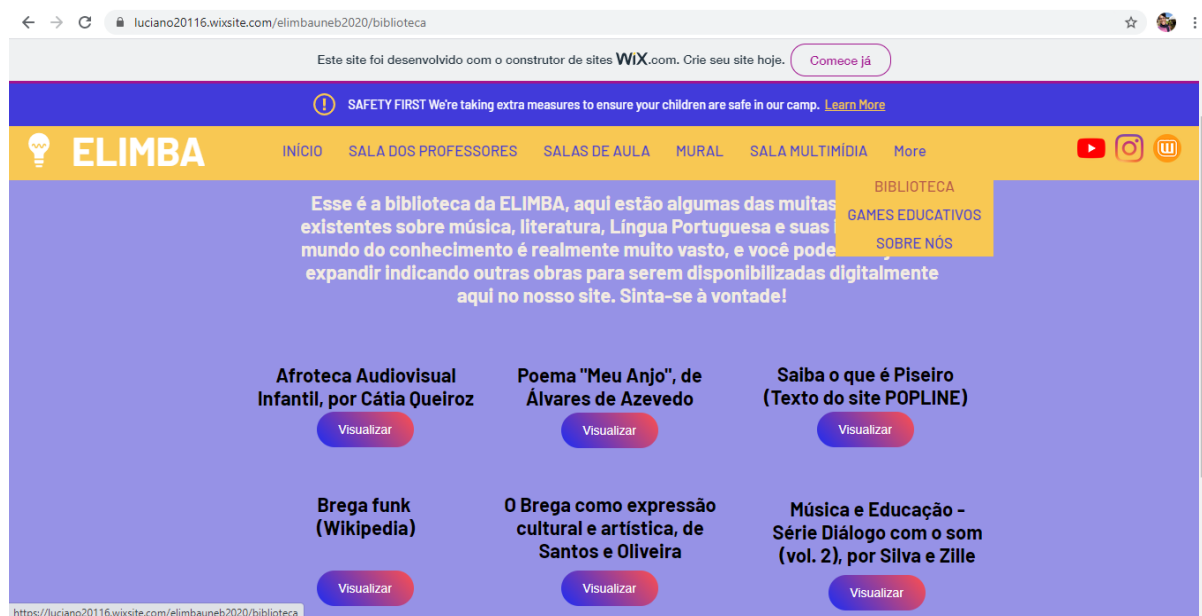 luciano20116.wixsite.com/elimbauneb2020/biblioteca
Este site foi desenvolvido com o construtor de sites WiX.com. Crie seu site hoje. Comece já
SAFETY FIRST We're taking extra measures to ensure your children are safe in our camp. Learn More
ELIMBA INÍCIO SALA DOS PROFESSORES SALAS DE AULA MURAL SALA MULTIMÍDIA More
BIBLIOTECA
GAMES EDUCATIVOS
SOBRE NÓS
Esse é a biblioteca da ELIMBA, aqui estão algumas das muitas
existentes sobre música, literatura, Língua Portuguesa e suas
mundo do conhecimento é realmente muito vasto, e você pode
expandir indicando outras obras para serem disponibilizadas digitalmente
aqui no nosso site. Sinta-se à vontade!
Afroteca Audiovisual
Infantil, por Cátia Queiroz
Visualizar
Poema "Meu Anjo", de
Álvares de Azevedo
Visualizar
Saiba o que é Piseiro
(Texto do site POPLINE)
Visualizar
Brega funk
(Wikipedia)
Visualizar
O Brega como expressão
cultural e artística, de
Santos e Oliveira
Visualizar
Música e Educação -
Série Diálogo com o som
(vol. 2), por Silva e Zille
Visualizar
https://luciano20116.wixsite.com/elimbauneb2020/biblioteca